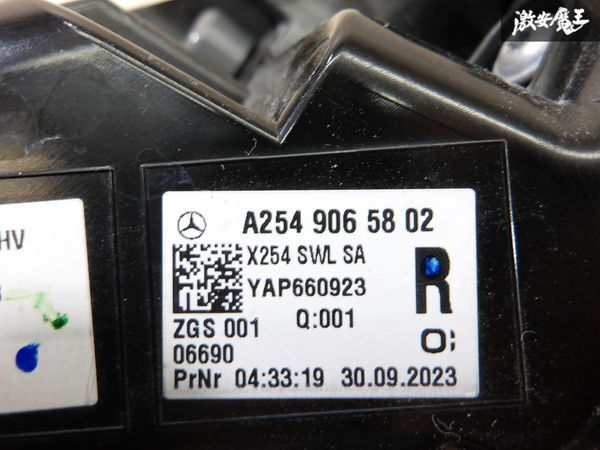 激安魔王
HV
A254 906 58 02
X254 SWL SA
YAP660923
R
ZGS 001 Q:001
06690
PrNr 04:33:19 30.09.2023